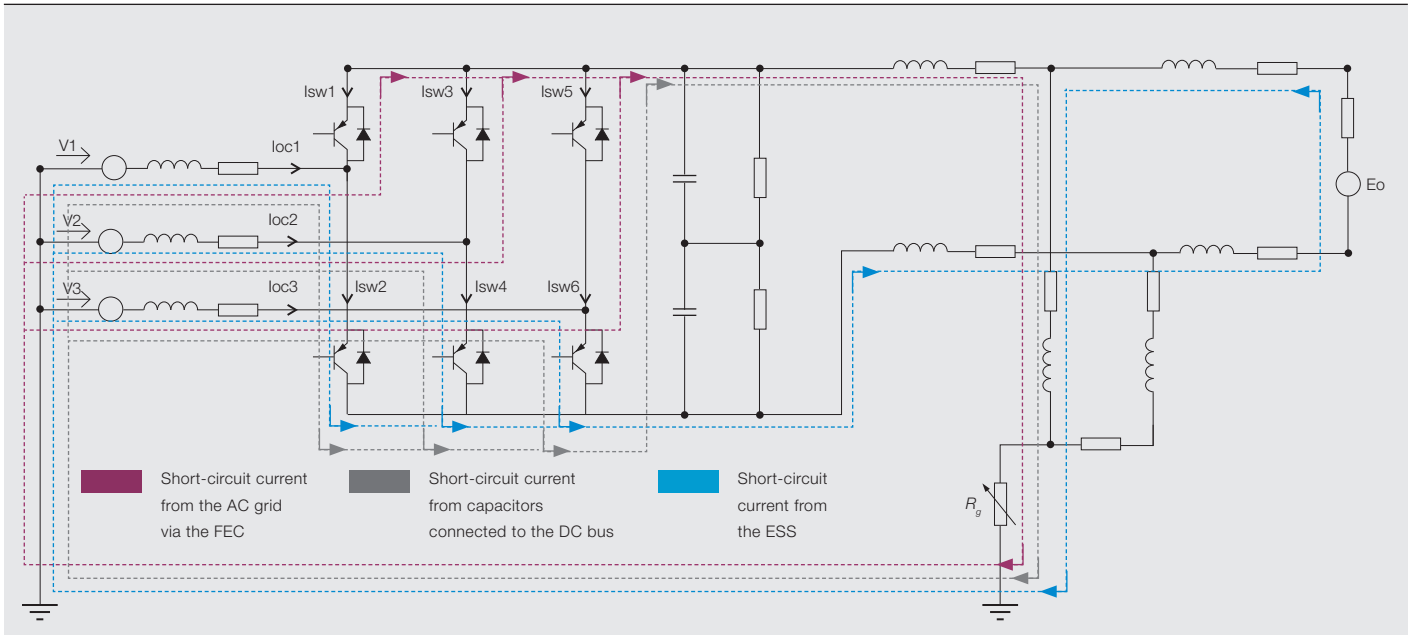 Isw1
Isw3
Isw5
V1
Ioc1
Eo
V2
Ioc2
V3
Ioc3
Isw2
Isw4
Isw6
Short-circuit current
from the AC grid
via the FEC
Short-circuit current
from capacitors
connected to the DC bus
Short-circuit
current from
the ESS
Rg